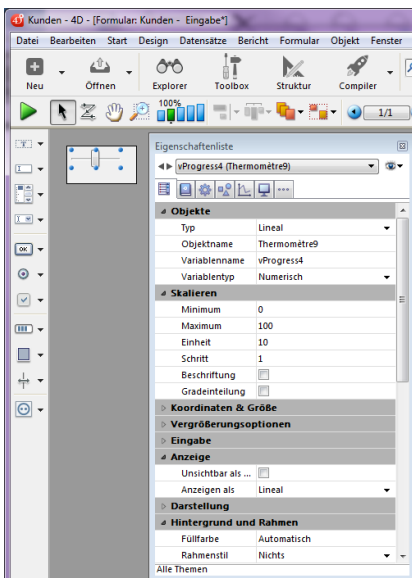 Kunden - 4D - [Formular: Kunden - Eingabe*]
Datei Bearbeiten Start Design Datensätze Bericht Formular Objekt Fenster
Neu Öffnen Explorer Toolbox Struktur Compiler
100% 1/1
Eigenschaftenliste
vProgress4 (Thermomètre9)
Objekte
Typ Lineal
Objektname Thermomètre9
Variablenname vProgress4
Variablentyp Numerisch
Skalieren
Minimum 0
Maximum 100
Einheit 10
Schritt 1
Beschriftung
Gradeinteilung
Koordinaten & Größe
Vergrößerungsoptionen
Eingabe
Anzeige
Unsichtbar als ...
Anzeigen als Lineal
Darstellung
Hintergrund und Rahmen
Füllfarbe Automatisch
Rahmenstil Nichts
Alle Themen
OK